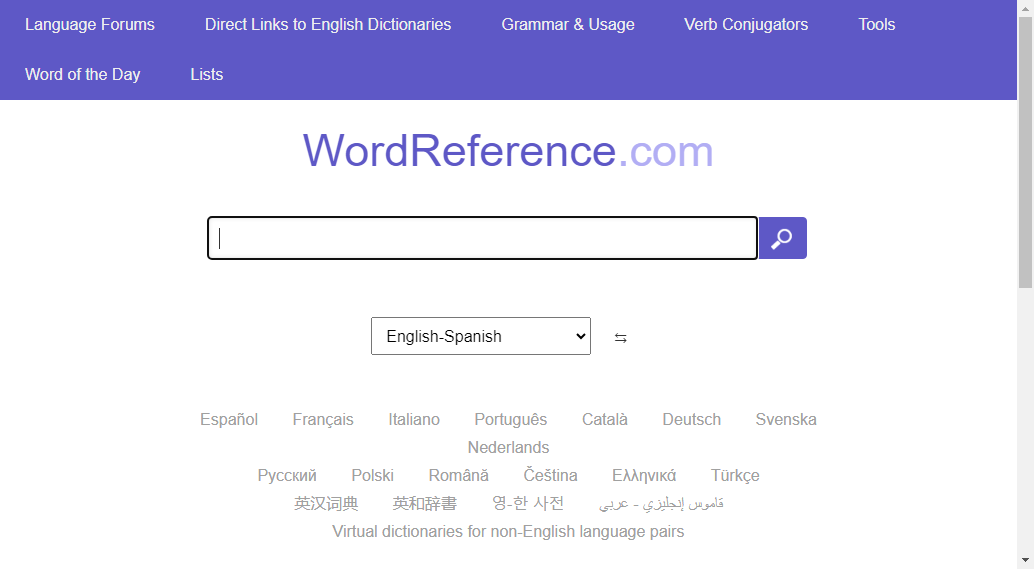 Language Forums Direct Links to English Dictionaries Grammar & Usage Verb Conjugators Tools
Word of the Day Lists
WordReference.com
English-Spanish ⇆
Español Français Italiano Português Català Deutsch Svenska
Nederlands
Русский Polski Română Čeština Ελληνικά Türkçe
英汉词典 英和辞書 영-한 사전 قاموس إنجليزي - عربي
Virtual dictionaries for non-English language pairs